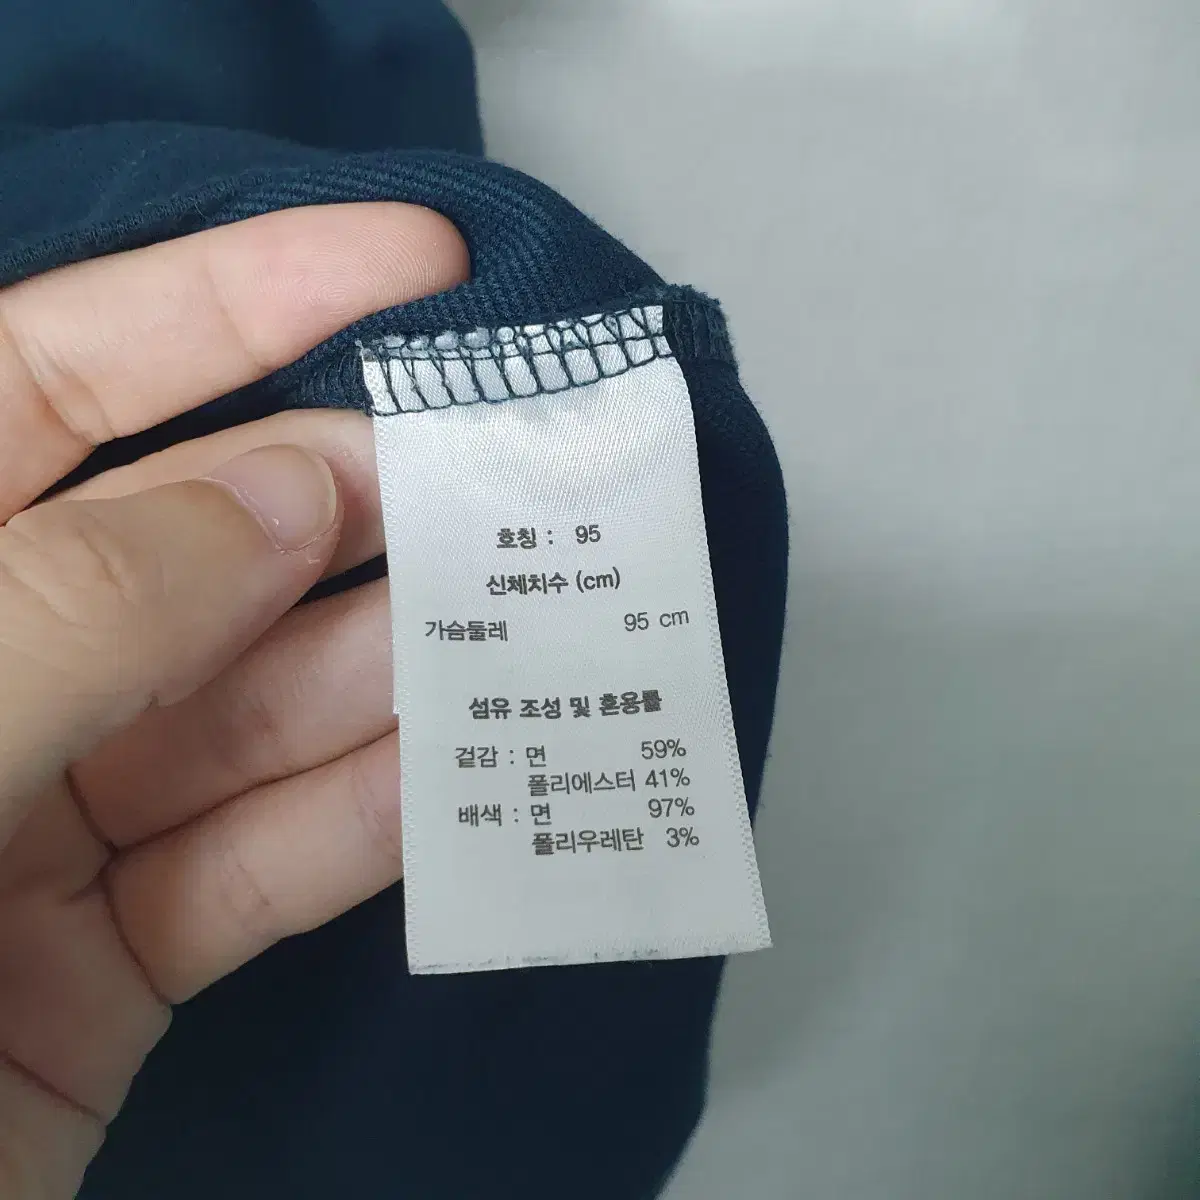 호칭 : 95
신체치수 (cm)
가슴둘레 95 cm
섬유 조성 및 혼용률
겉감 : 면 59%
폴리에스터 41%
배색 : 면 97%
폴리우레탄 3%